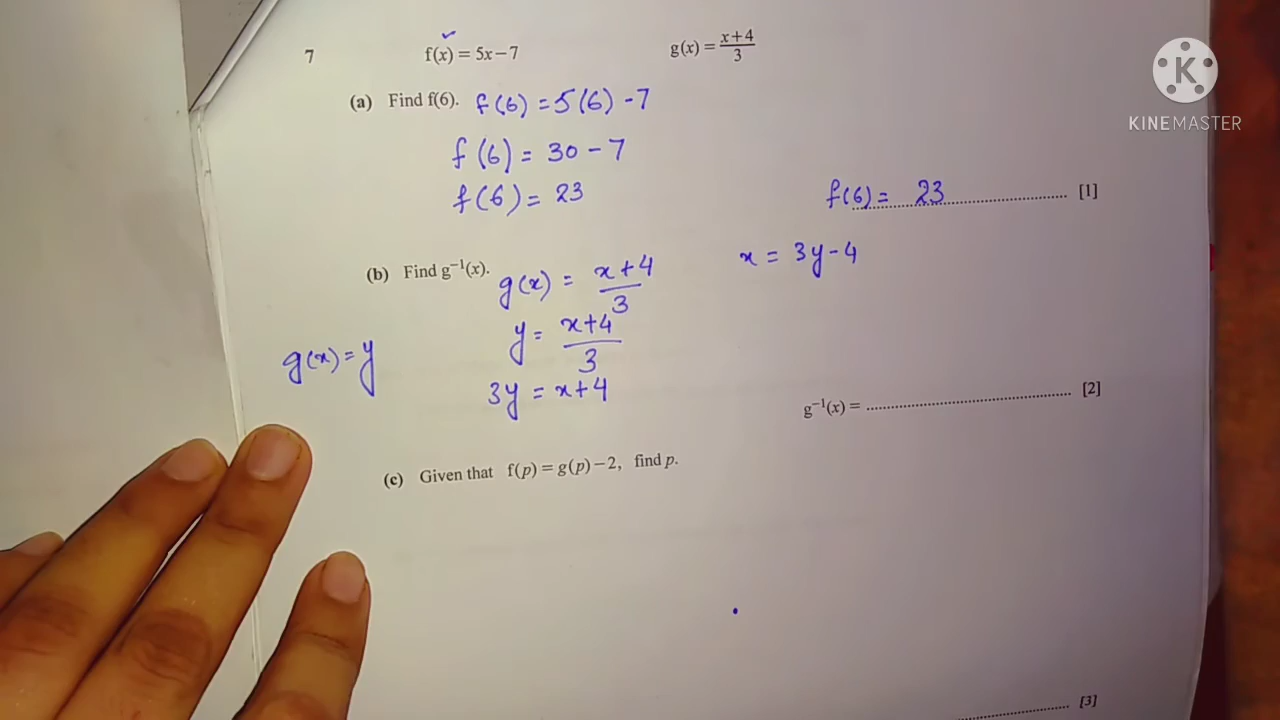 7 f(x) = 5x − 7 g(x) = x+4/3
(a) Find f(6). f(6) = 5(6) - 7
f(6) = 30 - 7
f(6) = 23
f(6) = 23 [1]
(b) Find g⁻¹(x). g(x) = x+4/3
x = 3y - 4
y = x+4/3
g(x) = y
3y = x+4
g⁻¹(x) = [2]
(c) Given that f(p) = g(p) − 2, find p.
[3]
K
KINEMASTER